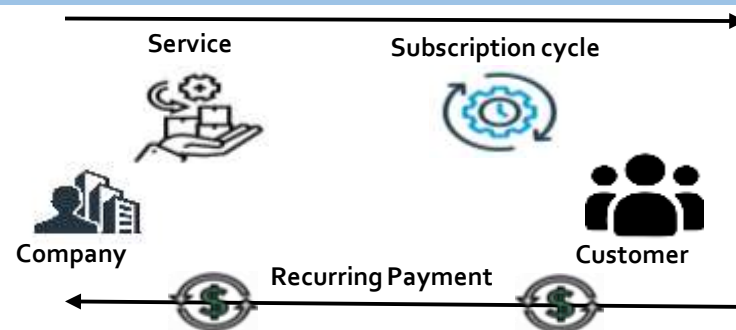 Service
Subscription cycle
Company
Customer
Recurring Payment
$
$